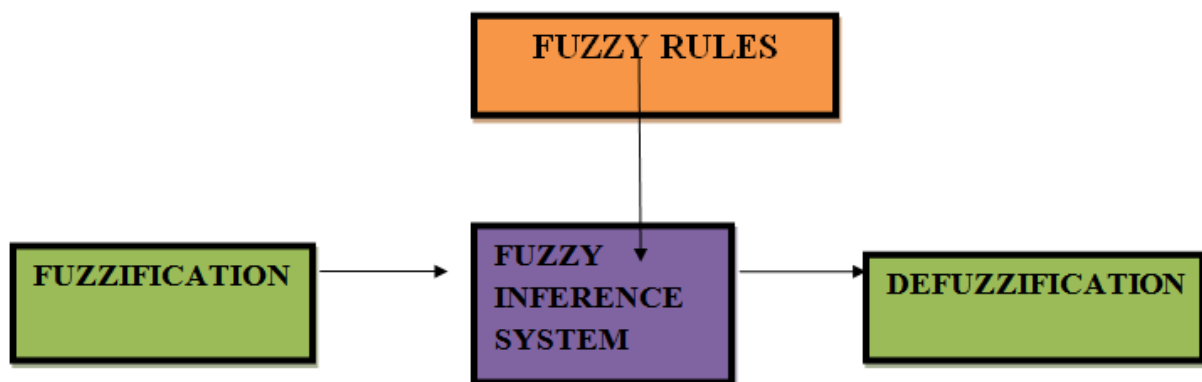 FUZZY RULES
FUZZIFICATION
FUZZY
INFERENCE
SYSTEM
DEFUZZIFICATION